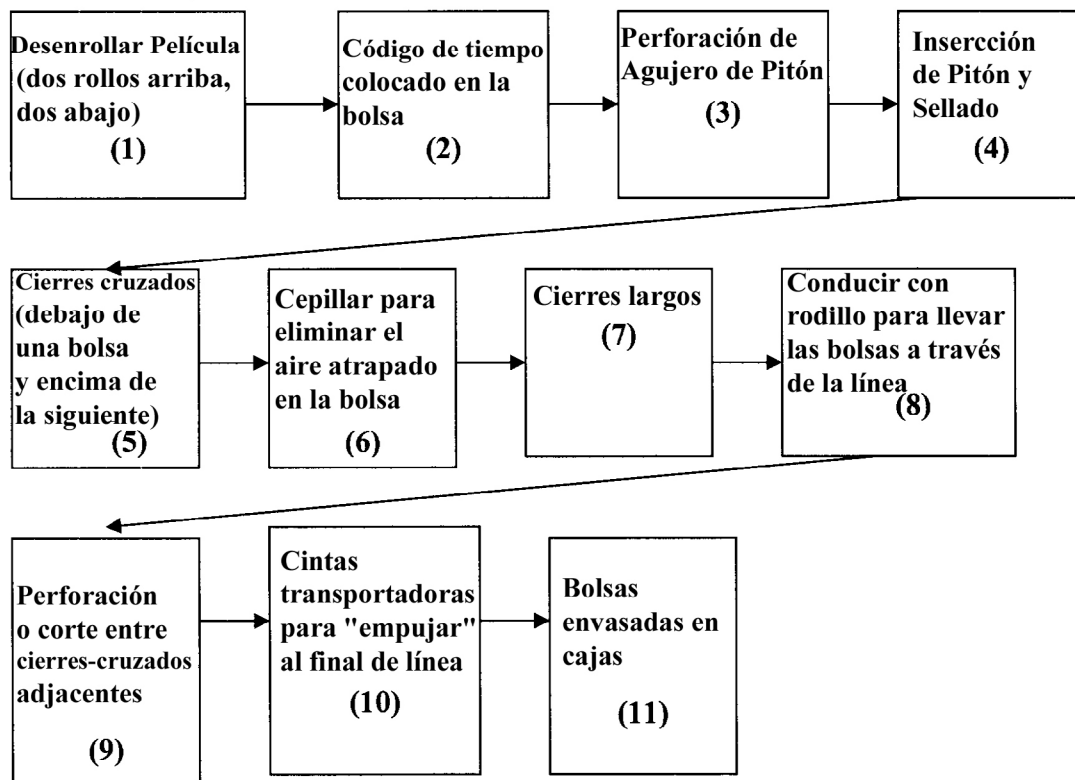 Desenrollar Película
(dos rollos arriba,
dos abajo)
(1)
Código de tiempo
colocado en la
bolsa
(2)
Perforación de
Agujero de Pitón
(3)
Insercción
de Pitón y
Sellado
(4)
Cierres cruzados
(debajo de
una bolsa
y encima de
la siguiente)
(5)
Cepillar para
eliminar el
aire atrapado
en la bolsa
(6)
Cierres largos
(7)
Conducir con
rodillo para llevar
las bolsas a través
de la línea
(8)
Perforación
o corte entre
cierres-cruzados
adjacentes
(9)
Cintas
transportadoras
para "empujar"
al final de línea
(10)
Bolsas
envasadas en
cajas
(11)